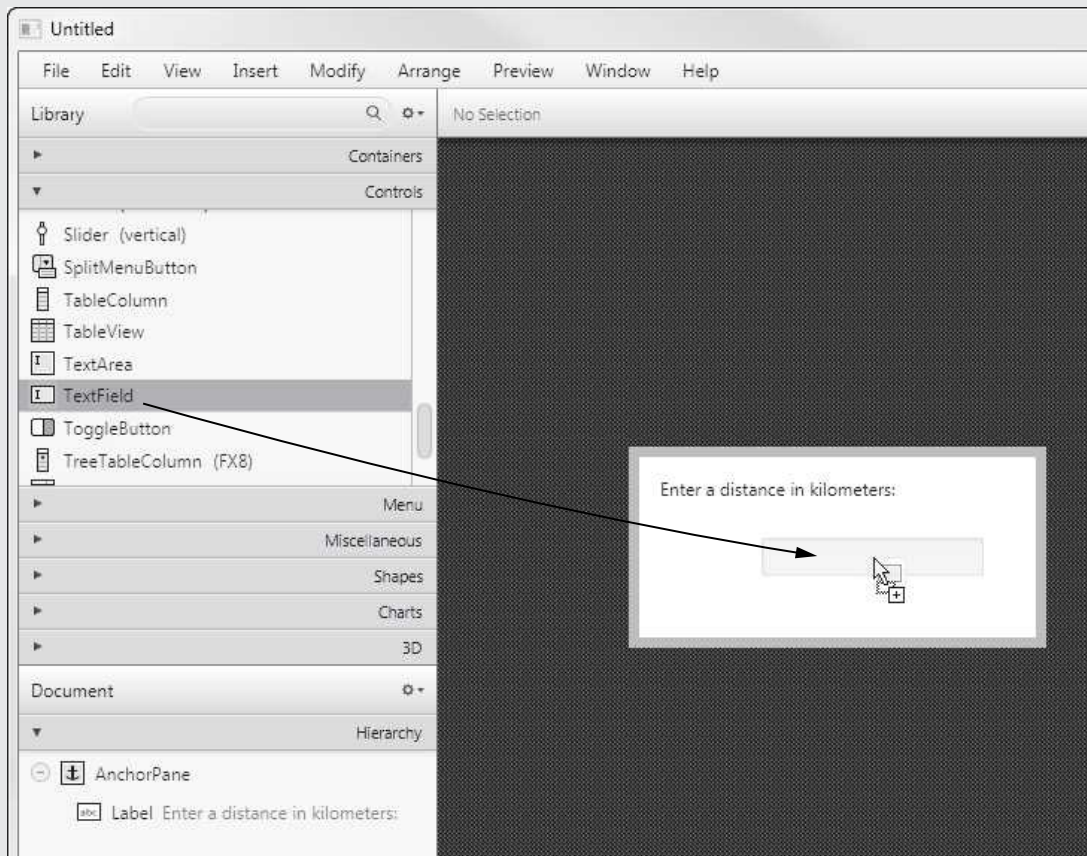 Untitled
File Edit View Insert Modify Arrange Preview Window Help
Library
No Selection
Containers
Controls
Slider (vertical)
SplitMenuButton
TableColumn
TableView
TextArea
TextField
ToggleButton
TreeTableColumn (FX8)
Menu
Miscellaneous
Shapes
Charts
3D
Document
Hierarchy
AnchorPane
abc Label Enter a distance in kilometers:
Enter a distance in kilometers: